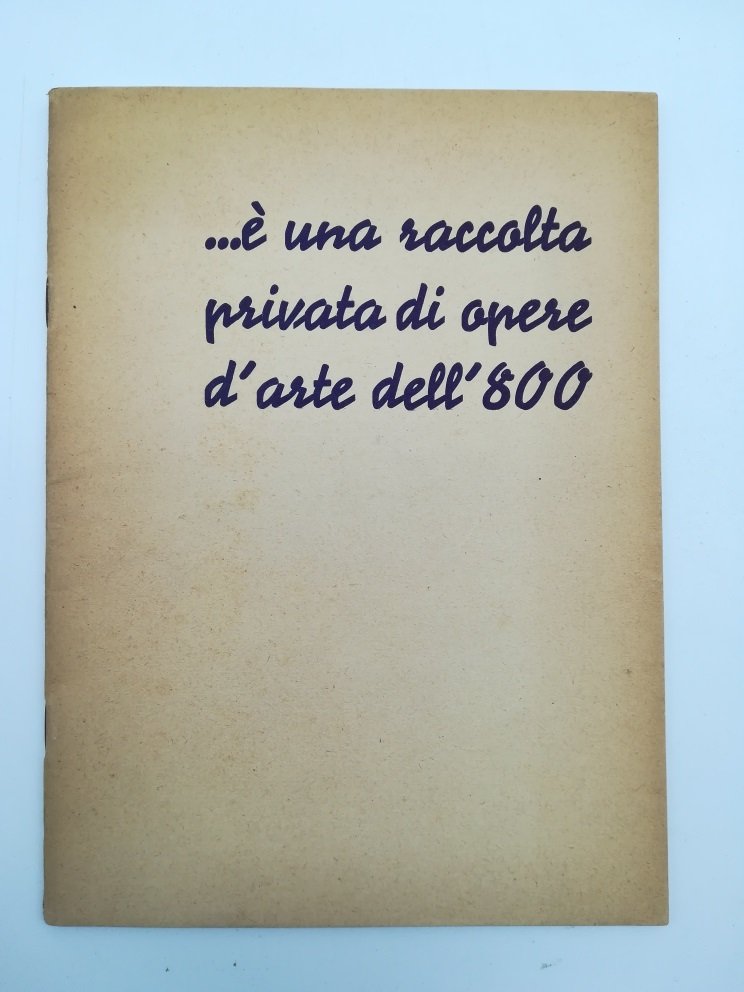 ...è una raccolta
privata di opere
d'arte dell'800